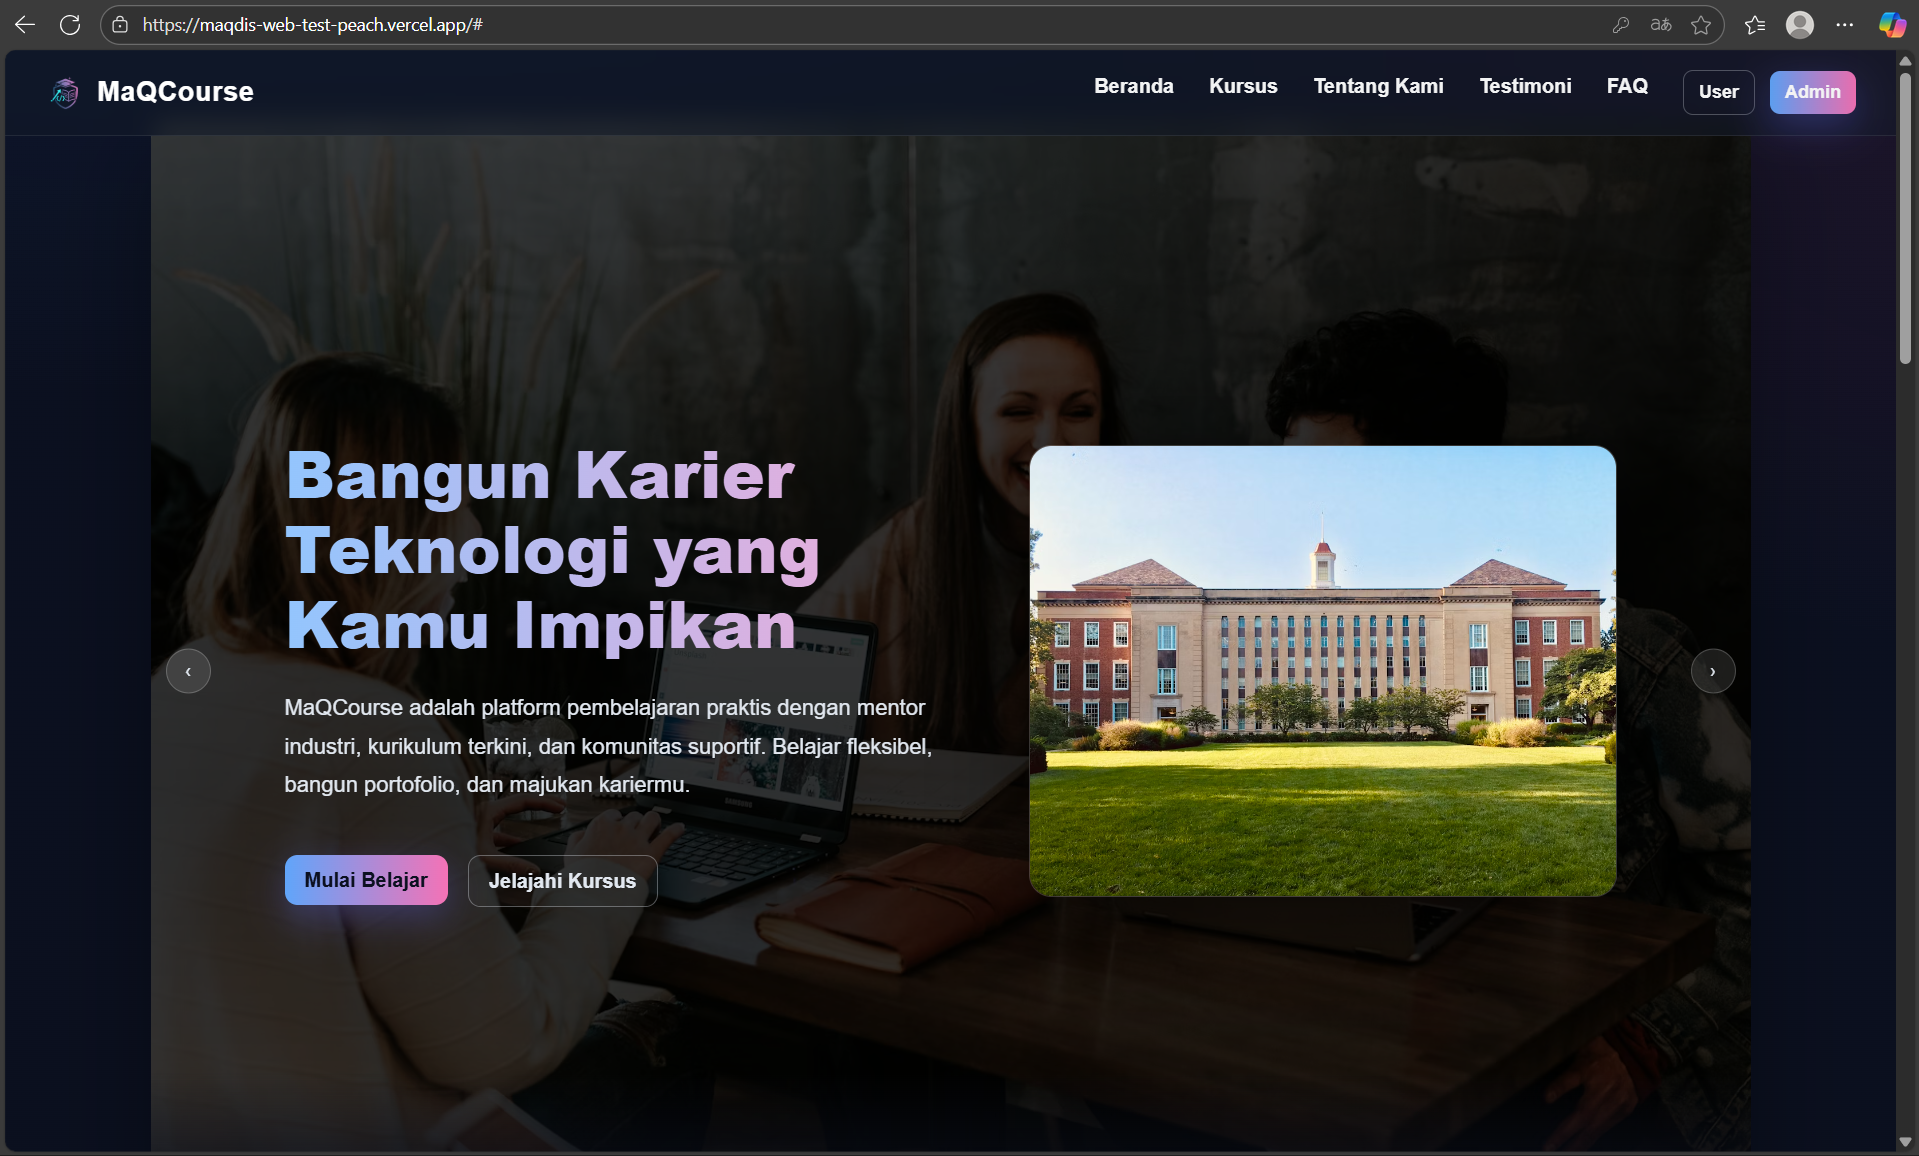 https://maqdis-web-test-peach.vercel.app/#
MaQCourse
Beranda
Kursus
Tentang Kami
Testimoni
FAQ
User
Admin
Bangun Karier
Teknologi yang
Kamu Impikan
MaQCourse adalah platform pembelajaran praktis dengan mentor
industri, kurikulum terkini, dan komunitas suportif. Belajar fleksibel,
bangun portofolio, dan majukan kariermu.
Mulai Belajar
Jelajahi Kursus
SAMSUNG